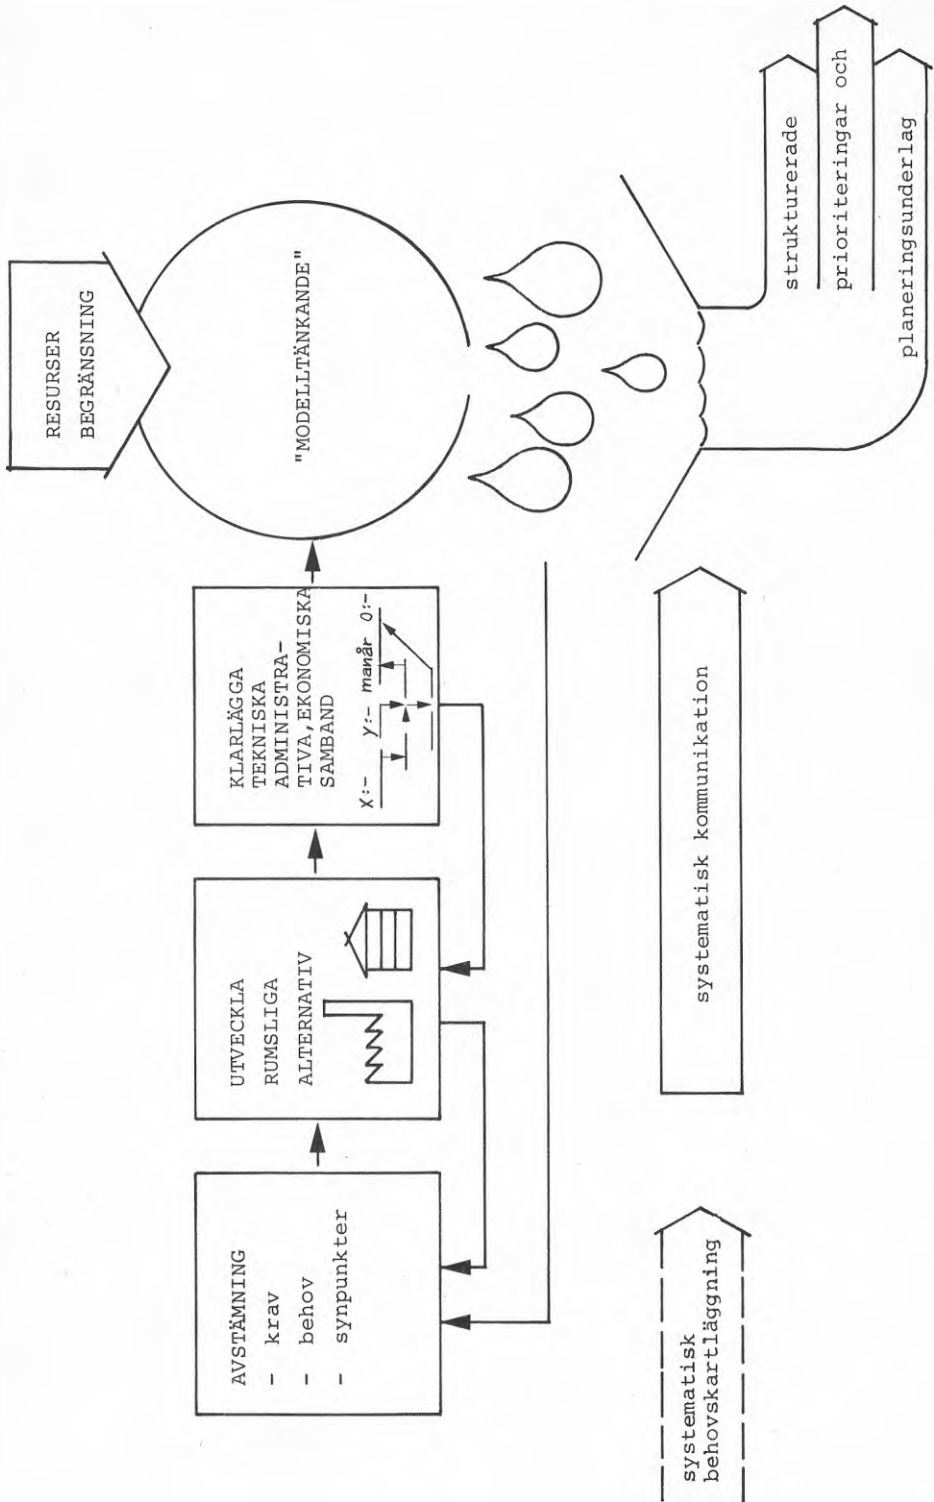 AVSTÄMNING
- krav
- behov
- synpunkter
UTVECKLA
RUMSLIGA
ALTERNATIV
KLARLÄGGA
TEKNISKA
ADMINISTRA-
TIVA, EKONOMISKA
SAMBAND
X:- y:- manår 0:-
RESURSER
BEGRÄNSNING
"MODELLTÄNKANDE"
systematisk
behovskartläggning
systematisk kommunikation
strukturerade
prioriteringar och
planeringsunderlag